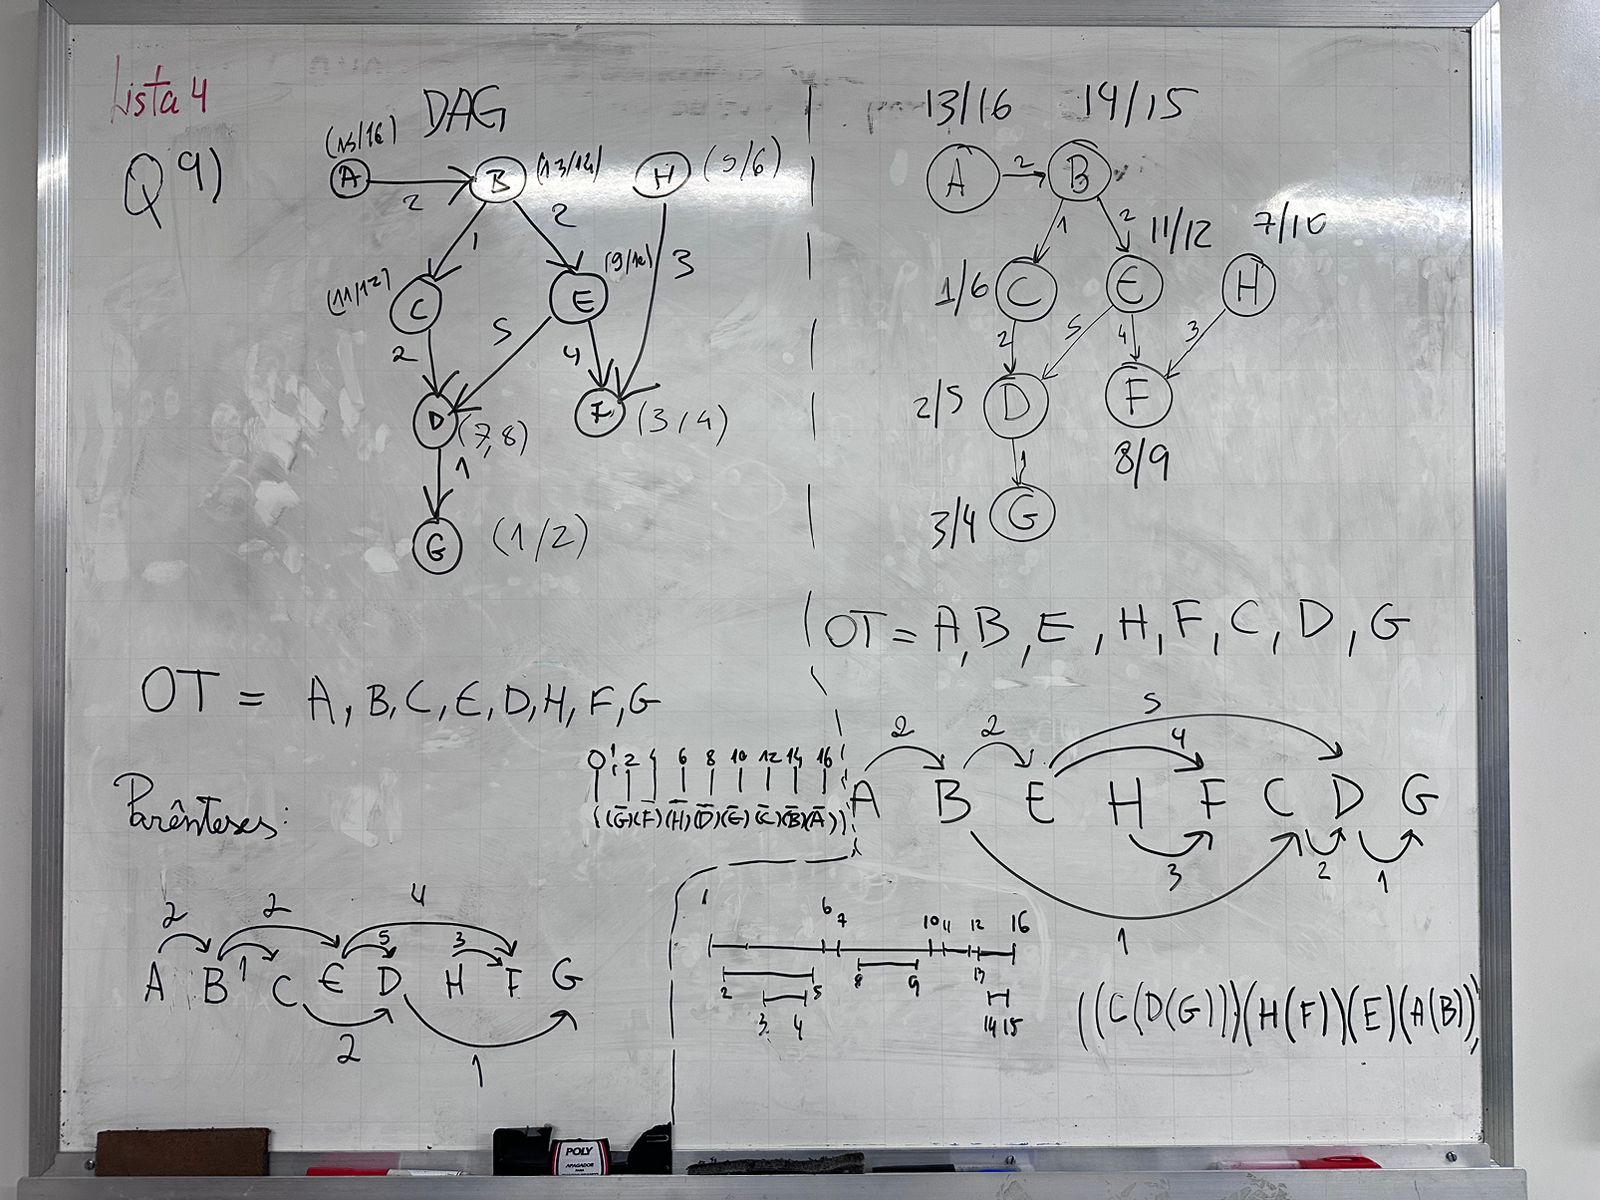 Lista 4
Q 9)
DAG
(15/16)
A
2
B
(13/14)
H
(5/6)
1
2
3
(11/12)
C
E
(9/10)
2
5
4
D
(7,8)
F
(3/4)
1
G
(1/2)
OT = A, B, C, E, D, H, F, G
Parênteses:
0 1 2 4 6 8 10 12 14 16
((G)(F)(H)(D)(E)(C)(B)(A))
2 2 4
5 3
A B 1 C E D H F G
2 1
13/16 14/15
A 2 B
1 2
11/12 7/10
1/6 C E H
2 5 4 3
2/5 D F
8/9
1
3/4 G
OT = A, B, E, H, F, C, D, G
5
2 2 4
A B E H F C D G
3 2 1
1
1 6 7 10 11 12 16
2 5 8 9 13
3 4 14 15
((C(D(G)))(H(F))(E)(A(B)))
POLY
APAGADOR